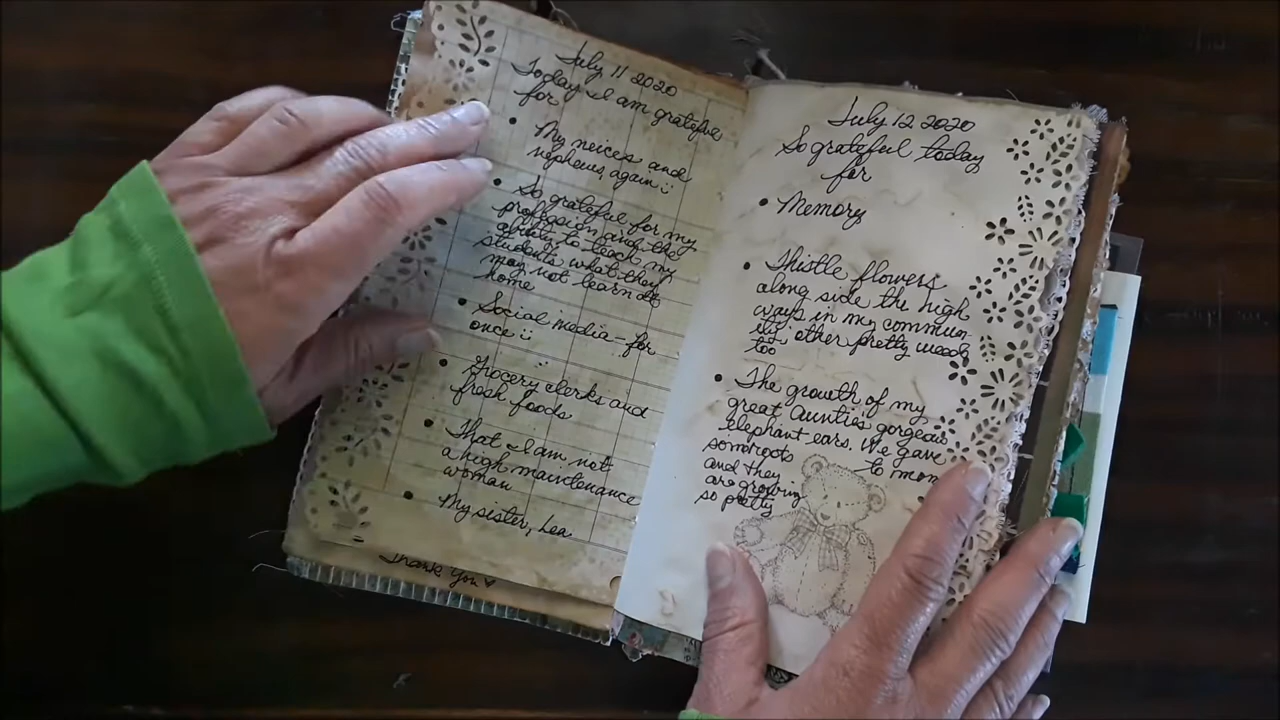 July 11 2020
Today I am grateful
for
• My neices and
nephews, again :)
• So grateful for my
profession and the
ability to teach my
students what they
may not learn at
home
• Social media - for
once :)
• Grocery clerks and
fresh foods
• That I am not
a high maintenance
woman
• My sister, Lea
Thank You ♥
July 12 2020
So grateful today
for
• Memory
• Thistle flowers
along side the high
ways in my commun-
ity, other pretty weeds
too
• The growth of my
great Auntie's gorgeous
elephant ears. We gave
som roots to mom
and they
are growing
so pretty